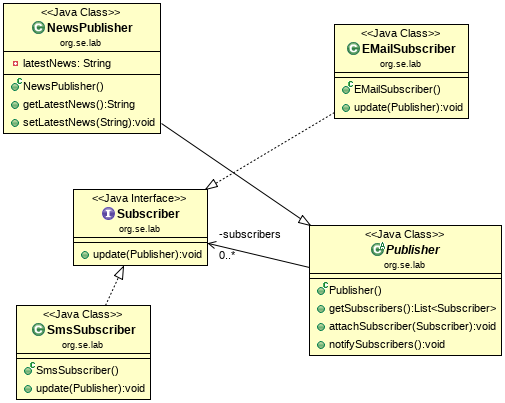 <<Java Class>>
NewsPublisher
org.se.lab
latestNews: String
NewsPublisher()
getLatestNews():String
setLatestNews(String):void
<<Java Class>>
EMailSubscriber
org.se.lab
EMailSubscriber()
update(Publisher):void
<<Java Interface>>
Subscriber
org.se.lab
update(Publisher):void
-subscribers
0..*
<<Java Class>>
Publisher
org.se.lab
Publisher()
getSubscribers():List<Subscriber>
attachSubscriber(Subscriber):void
notifySubscribers():void
<<Java Class>>
SmsSubscriber
org.se.lab
SmsSubscriber()
update(Publisher):void